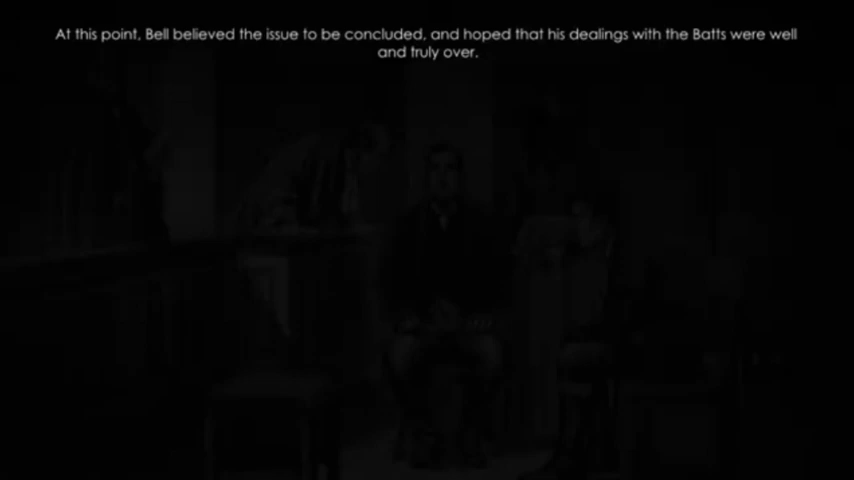 At this point, Bell believed the issue to be concluded, and hoped that his dealings with the Batts were well
and truly over.